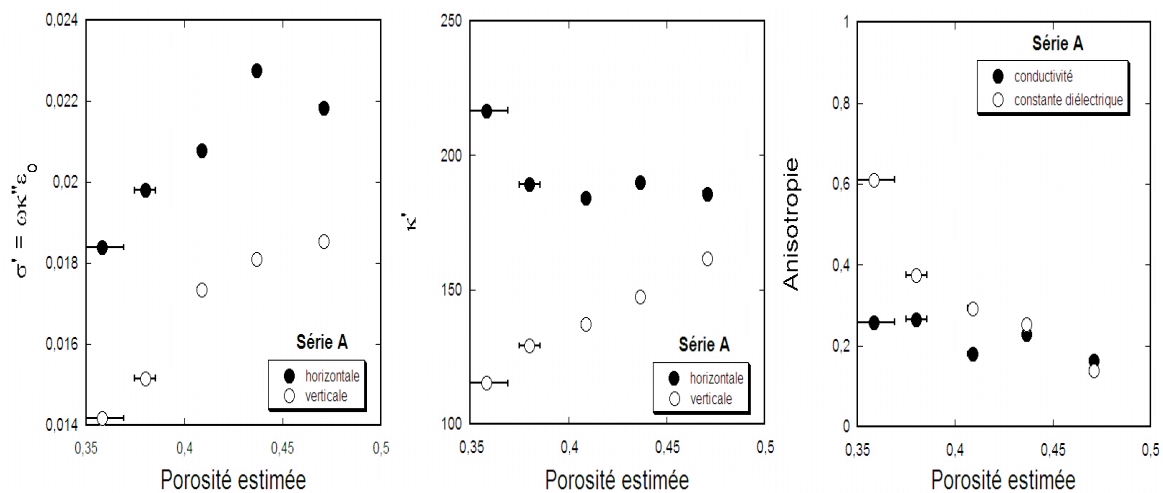 0,024
0,022
0,02
0,018
0,016
0,014
σ' = ωκ''ε₀
0,35
0,4
0,45
0,5
Porosité estimée
Série A
horizontale
verticale
250
200
150
100
κ'
0,35
0,4
0,45
0,5
Porosité estimée
Série A
horizontale
verticale
1
0,8
0,6
0,4
0,2
0
Anisotropie
0,35
0,4
0,45
0,5
Porosité estimée
Série A
conductivité
constante diélectrique